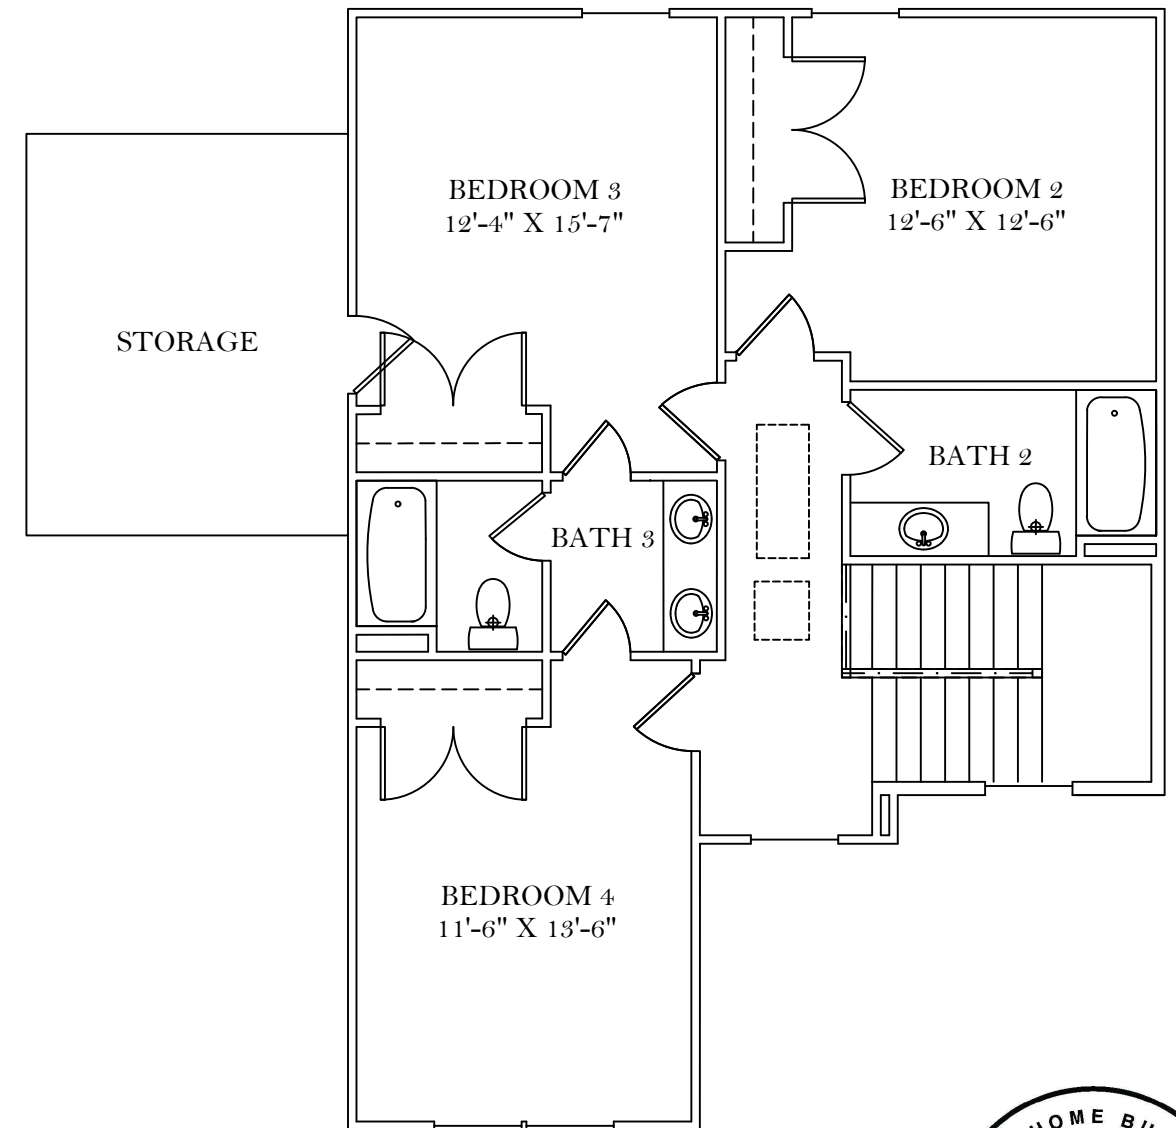 BEDROOM 3
12'-4" X 15'-7"
BEDROOM 2
12'-6" X 12'-6"
STORAGE
BATH 2
BATH 3
BEDROOM 4
11'-6" X 13'-6"
HOME